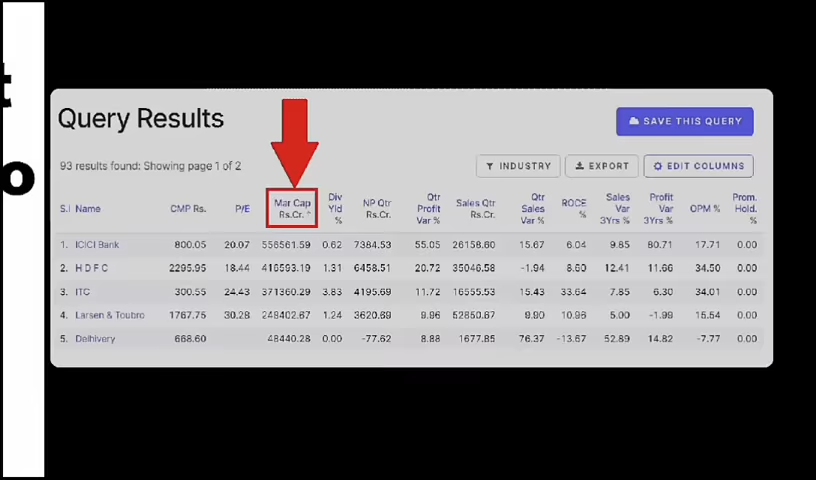 t
o
Query Results
SAVE THIS QUERY
93 results found: Showing page 1 of 2
INDUSTRY
EXPORT
EDIT COLUMNS
S.I Name CMP Rs. P/E Mar Cap Rs.Cr. Div Yld % NP Qtr Rs.Cr. Qtr Profit Var % Sales Qtr Rs.Cr. Qtr Sales Var % ROCE % Sales Var 3Yrs % Profit Var 3Yrs % OPM % Prom. Hold. %
1. ICICI Bank 800.05 20.07 556561.59 0.62 7384.53 55.05 26158.60 15.67 6.04 9.85 80.71 17.71 0.00
2. H D F C 2295.95 18.44 416593.19 1.31 6458.51 20.72 35046.58 -1.94 8.60 12.41 11.66 34.50 0.00
3. ITC 300.55 24.43 371360.29 3.83 4195.69 11.72 16555.53 15.43 33.64 7.85 6.30 34.01 0.00
4. Larsen & Toubro 1767.75 30.28 248402.67 1.24 3620.69 9.96 52850.67 9.90 10.96 5.00 -1.99 15.54 0.00
5. Delhivery 668.60 48440.28 0.00 -77.62 8.88 1677.85 76.37 -13.67 52.89 14.82 -7.77 0.00